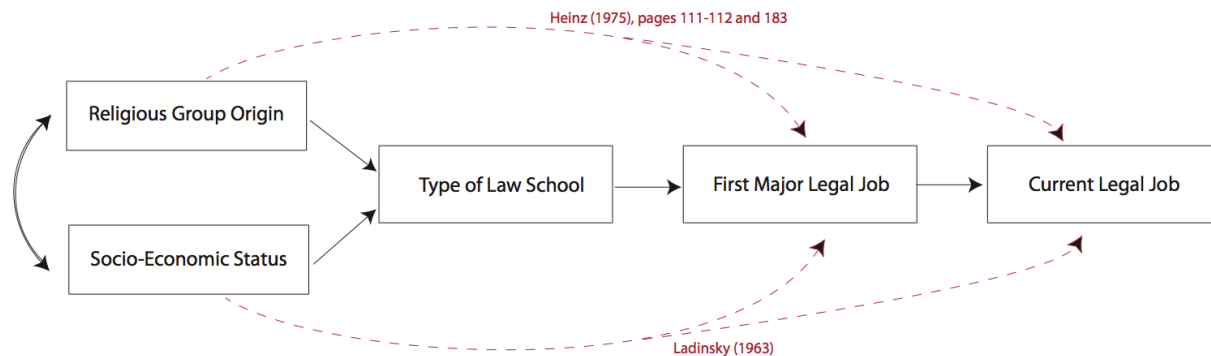 Heinz (1975), pages 111-112 and 183
Religious Group Origin
Type of Law School
First Major Legal Job
Current Legal Job
Socio-Economic Status
Ladinsky (1963)